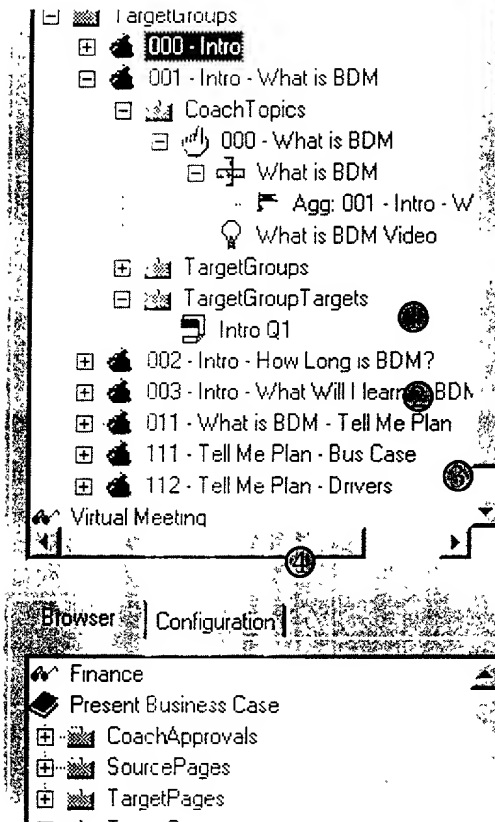 TargetGroups
000 - Intro
001 - Intro - What is BDM
CoachTopics
000 - What is BDM
What is BDM
Agg: 001 - Intro - W
What is BDM Video
TargetGroups
TargetGroupTargets
Intro Q1
002 - Intro - How Long is BDM?
003 - Intro - What Will I learn BDM
011 - What is BDM - Tell Me Plan
111 - Tell Me Plan - Bus Case
112 - Tell Me Plan - Drivers
3
Virtual Meeting
4
Browser Configuration
Finance
Present Business Case
CoachApprovals
SourcePages
TargetPages